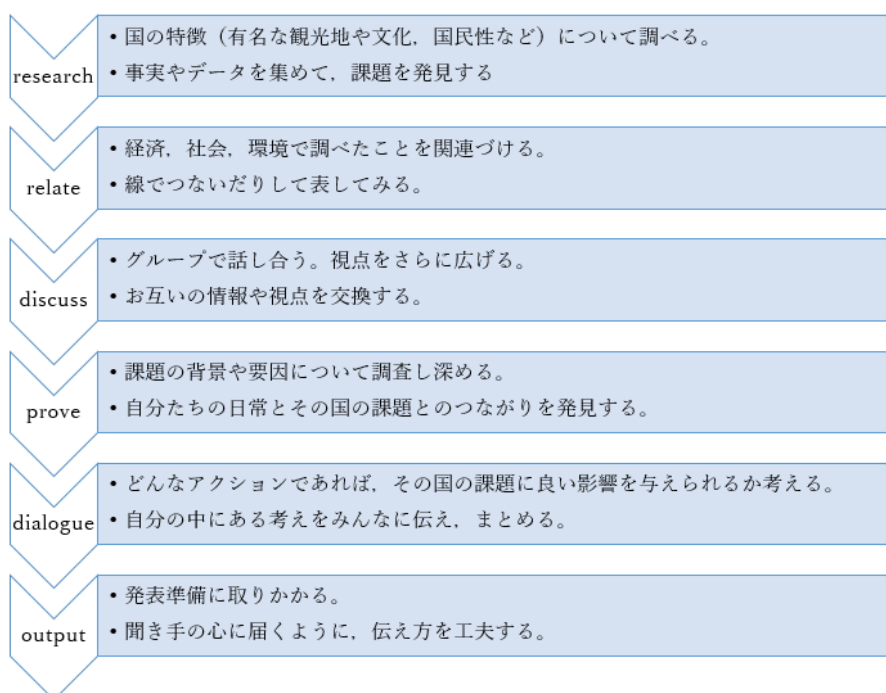 research
• 国の特徴（有名な観光地や文化，国民性など）について調べる。
• 事実やデータを集めて，課題を発見する
relate
• 経済，社会，環境で調べたことを関連づける。
• 線でつないだりして表してみる。
discuss
• グループで話し合う。視点をさらに広げる。
• お互いの情報や視点を交換する。
prove
• 課題の背景や要因について調査し深める。
• 自分たちの日常とその国の課題とのつながりを発見する。
dialogue
• どんなアクションであれば，その国の課題に良い影響を与えられるか考える。
• 自分の中にある考えをみんなに伝え，まとめる。
output
• 発表準備に取りかかる。
• 聞き手の心に届くように，伝え方を工夫する。